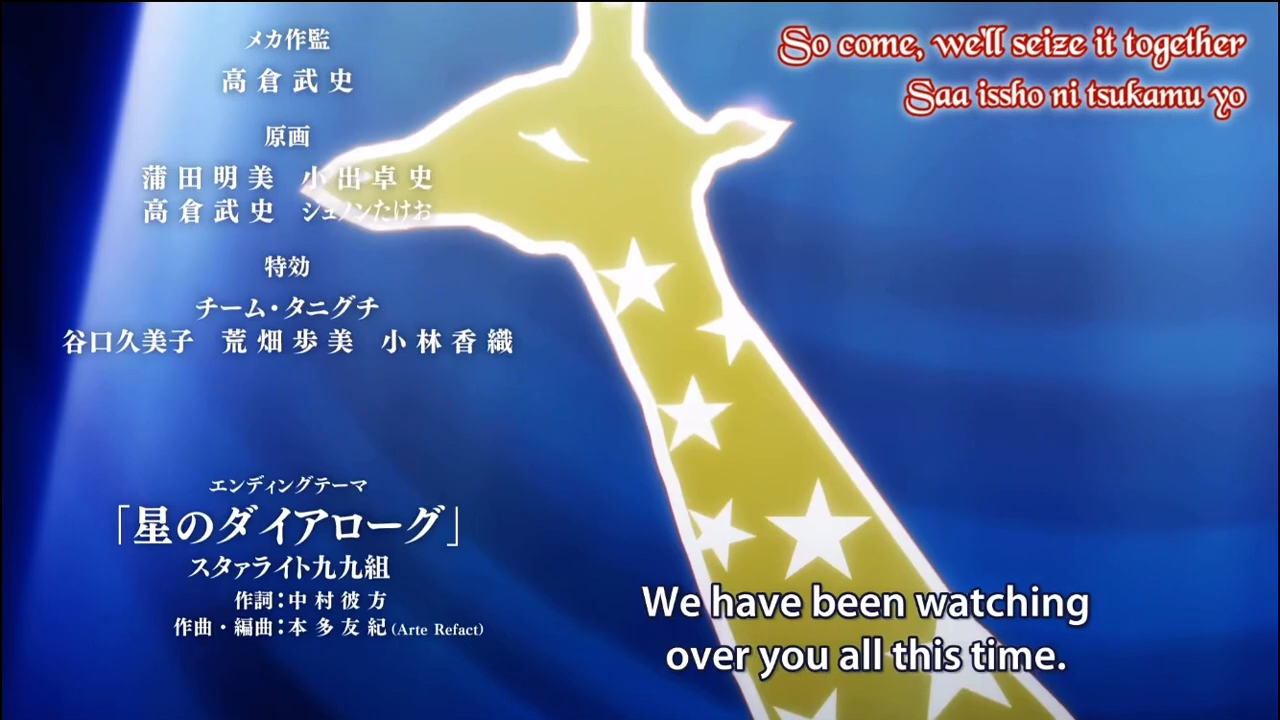 メカ作監
高倉武史
原画
蒲田明美　小出卓史
高倉武史　シュノンたけお
特効
チーム・タニグチ
谷口久美子　荒畑歩美　小林香織
エンディングテーマ
「星のダイアローグ」
スタァライト九九組
作詞：中村彼方
作曲・編曲：本多友紀(Arte Refact)
So come, we'll seize it together
Saa issho ni tsukamu yo
We have been watching
over you all this time.